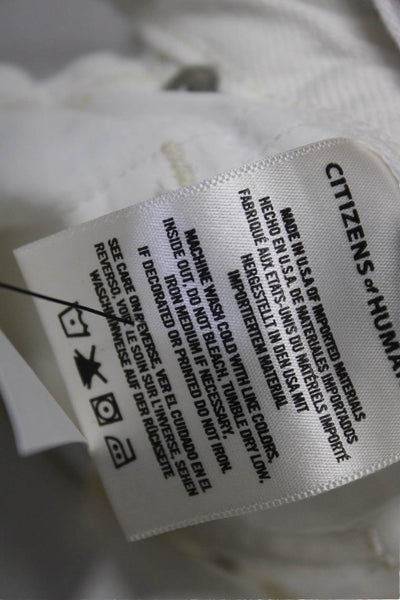 CITIZENS of HUMAN
MADE IN U.S.A OF IMPORTED MATERIALS
HECHO EN U.S.A. DE MATERIALES IMPORTADOS
FABRIQUÉ AUX ETATS-UNIS DU MATÉRIELS IMPORTÉ
HERGESTELLT IN DEN USA MIT
IMPORTIERTEM MATERIAL
MACHINE WASH COLD WITH LIKE COLORS.
INSIDE OUT. DO NOT BLEACH. TUMBLE DRY LOW.
IRON MEDIUM IF NECESSARY.
IF DECORATED OR PRINTED DO NOT IRON.
SEE CARE ON REVERSE. VER EL CUIDADO EN EL
REVERSO. VOIR LE SOIN SUR L'INVERSE. SEHEN
WASCHHINWEISE AUF DER RÜCKSEITE